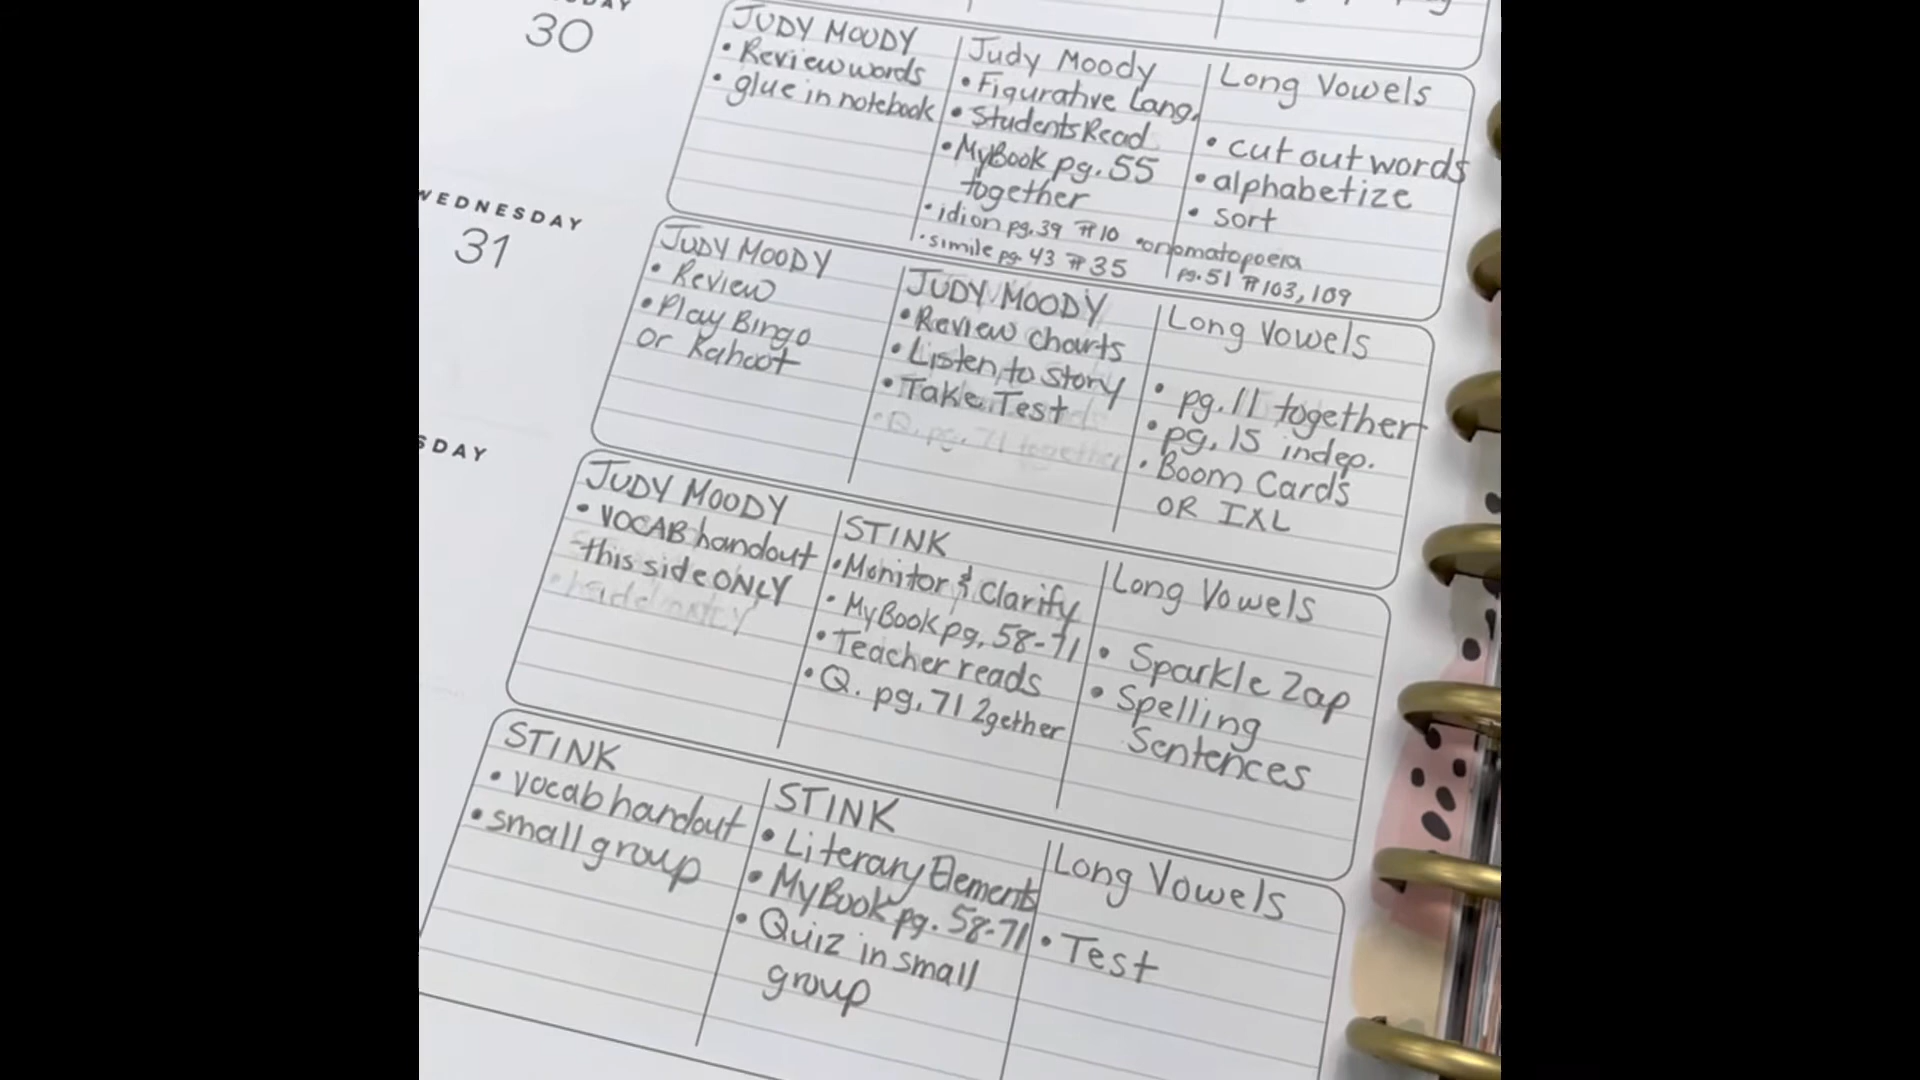 30
JUDY MOODY
• Review words
• glue in notebook
Judy Moody
• Figurative Lang.
• Students Read
• MyBook pg. 55
together
• idion pg. 39 #10
• simile pg. 43 #35
• onomatopoeia
pg. 51 #103, 109
Long Vowels
• cut out words
• alphabetize
• sort
WEDNESDAY
31
JUDY MOODY
• Review
• Play Bingo
or Kahoot
JUDY MOODY
• Review charts
• Listen to story
• Take Test
• Q. pg. 71 together
Long Vowels
• pg. 11 together
• pg. 15 indep.
• Boom Cards
OR IXL
SDAY
JUDY MOODY
• VOCAB handout
this side ONLY
STINK
• Monitor & Clarify
• MyBook pg. 58-71
• Teacher reads
• Q. pg. 71 2gether
Long Vowels
• Sparkle Zap
• Spelling
Sentences
STINK
• vocab handout
• small group
STINK
• Literary Elements
• MyBook pg. 58-71
• Quiz in small
group
Long Vowels
• Test